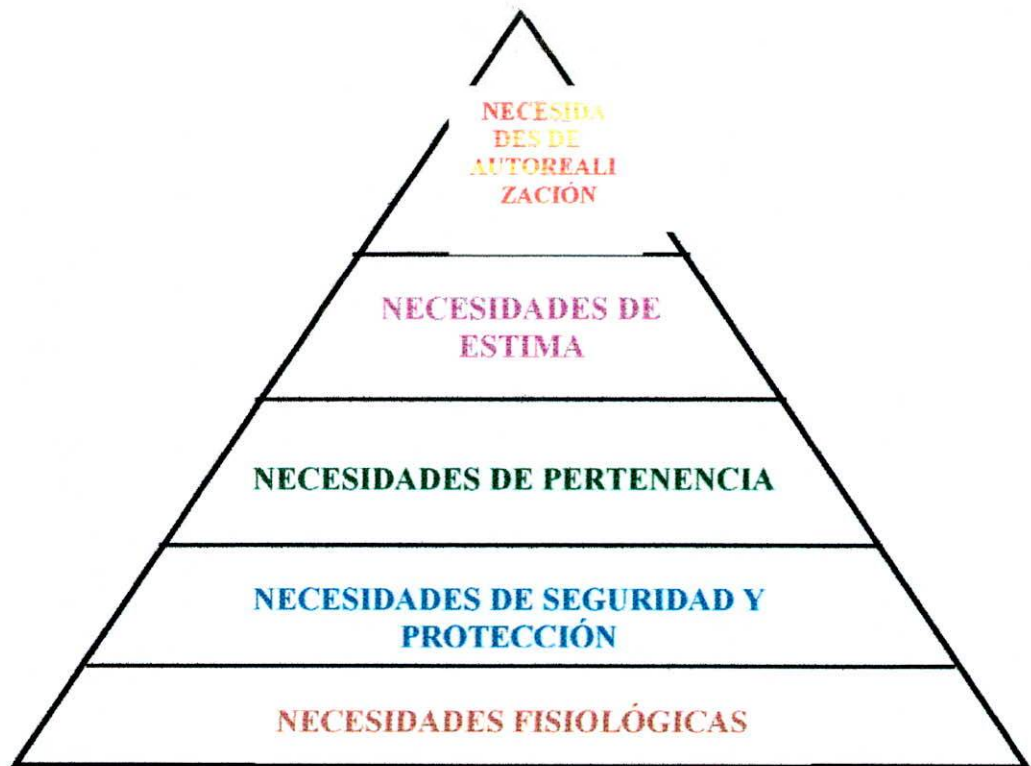 NECESIDA
DES DE
AUTOREALI
ZACIÓN
NECESIDADES DE
ESTIMA
NECESIDADES DE PERTENENCIA
NECESIDADES DE SEGURIDAD Y
PROTECCIÓN
NECESIDADES FISIOLÓGICAS